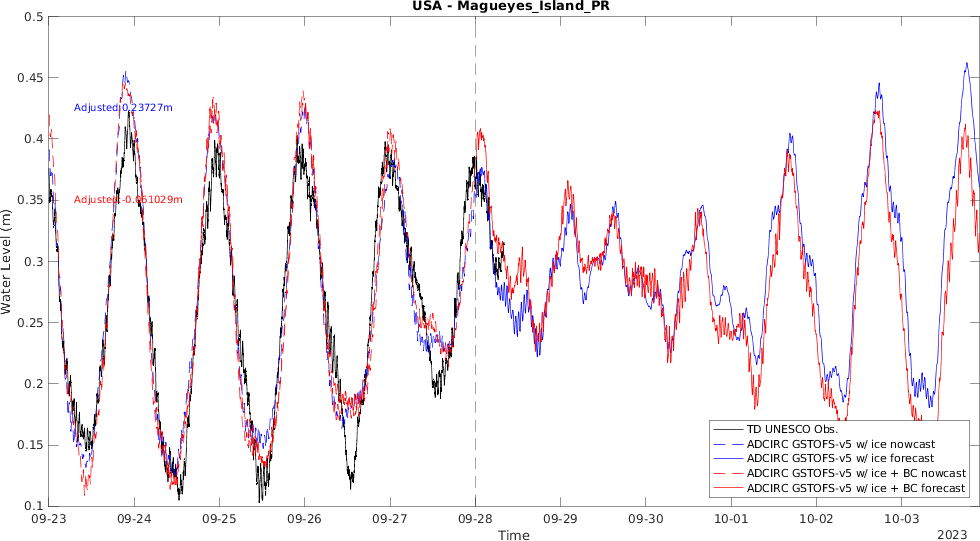 USA - Magueyes_Island_PR
0.5
0.45
0.4
0.35
0.3
0.25
0.2
0.15
0.1
Water Level (m)
Adjusted:0.23727m
Adjusted:-0.061029m
TD UNESCO Obs.
ADCIRC GSTOFS-v5 w/ ice nowcast
ADCIRC GSTOFS-v5 w/ ice forecast
ADCIRC GSTOFS-v5 w/ ice + BC nowcast
ADCIRC GSTOFS-v5 w/ ice + BC forecast
09-23 09-24 09-25 09-26 09-27 09-28 09-29 09-30 10-01 10-02 10-03
Time
2023